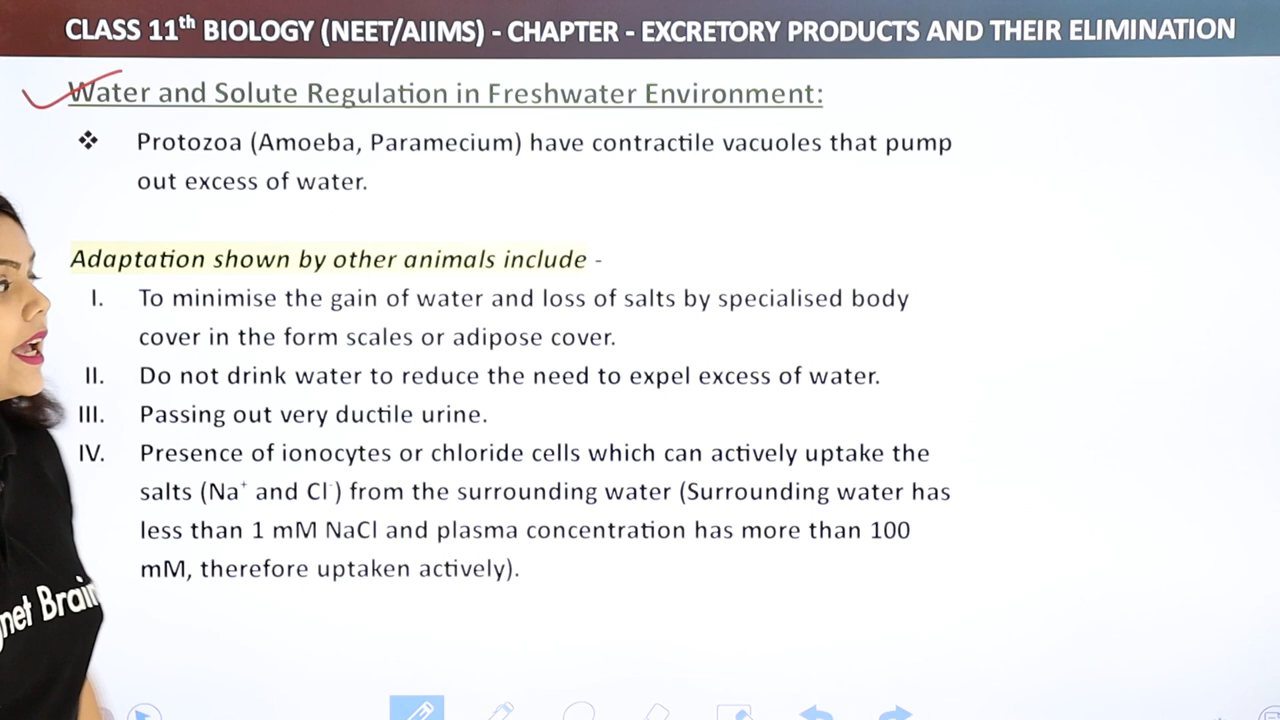 CLASS 11th BIOLOGY (NEET/AIIMS) - CHAPTER - EXCRETORY PRODUCTS AND THEIR ELIMINATION
Water and Solute Regulation in Freshwater Environment:
❖ Protozoa (Amoeba, Paramecium) have contractile vacuoles that pump
out excess of water.
Adaptation shown by other animals include -
I. To minimise the gain of water and loss of salts by specialised body
cover in the form scales or adipose cover.
II. Do not drink water to reduce the need to expel excess of water.
III. Passing out very ductile urine.
IV. Presence of ionocytes or chloride cells which can actively uptake the
salts (Na⁺ and Cl⁻) from the surrounding water (Surrounding water has
less than 1 mM NaCl and plasma concentration has more than 100
mM, therefore uptaken actively).
gnet Brain